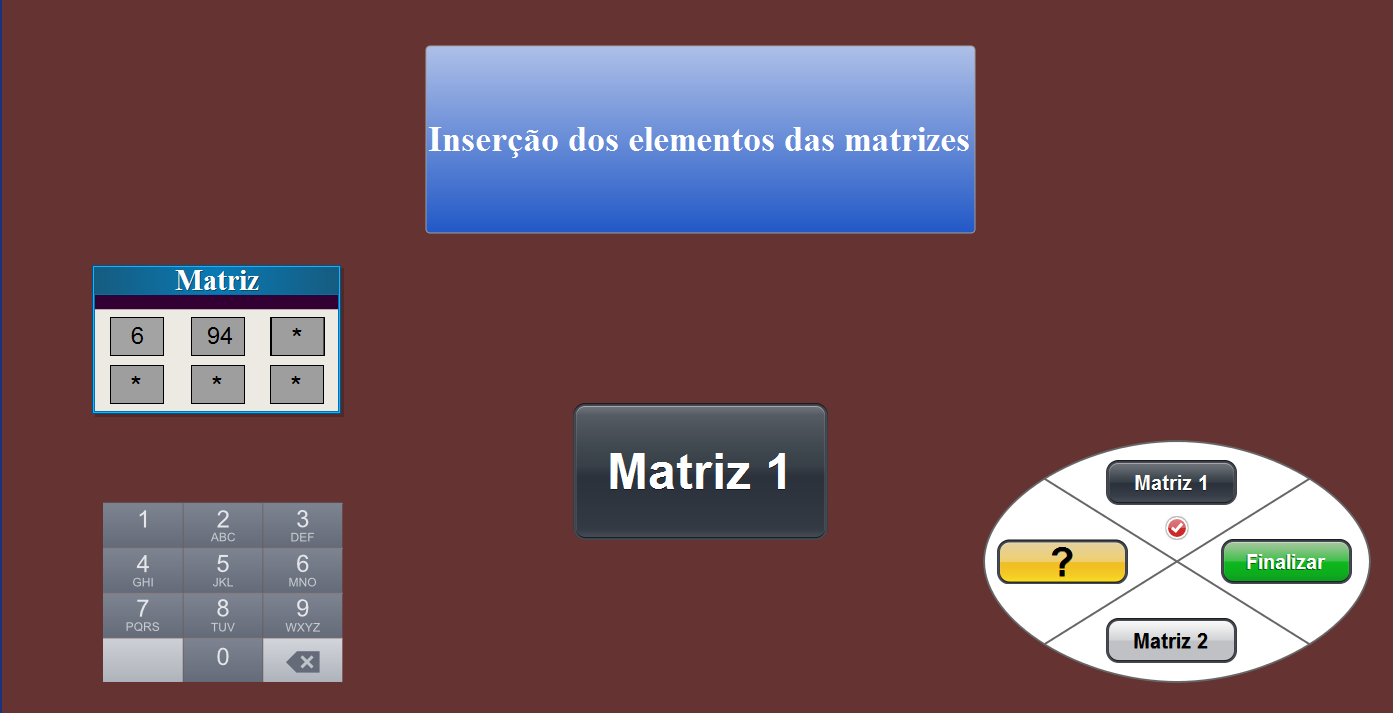 Inserção dos elementos das matrizes
Matriz
6 94 *
* * *
Matriz 1
1 2 3
ABC DEF
4 5 6
GHI JKL MNO
7 8 9
PQRS TUV WXYZ
0
Matriz 1
? Finalizar
Matriz 2